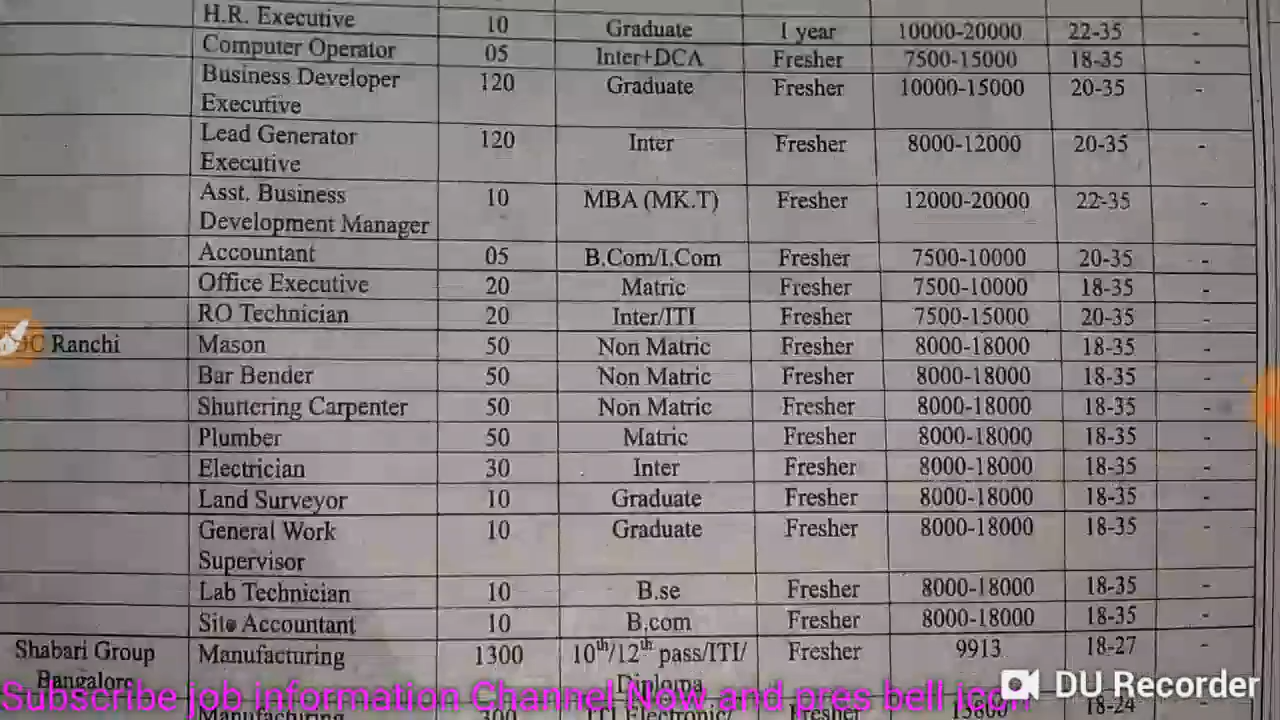 H.R. Executive 10 Graduate 1 year 10000-20000 22-35 -
Computer Operator 05 Inter+DCA Fresher 7500-15000 18-35 -
Business Developer 120 Graduate Fresher 10000-15000 20-35 -
Executive
Lead Generator 120 Inter Fresher 8000-12000 20-35 -
Executive
Asst. Business 10 MBA (MK.T) Fresher 12000-20000 22-35 -
Development Manager
Accountant 05 B.Com/I.Com Fresher 7500-10000 20-35 -
Office Executive 20 Matric Fresher 7500-10000 18-35 -
RO Technician 20 Inter/ITI Fresher 7500-15000 20-35 -
Ranchi Mason 50 Non Matric Fresher 8000-18000 18-35 -
Bar Bender 50 Non Matric Fresher 8000-18000 18-35 -
Shuttering Carpenter 50 Non Matric Fresher 8000-18000 18-35 -
Plumber 50 Matric Fresher 8000-18000 18-35 -
Electrician 30 Inter Fresher 8000-18000 18-35 -
Land Surveyor 10 Graduate Fresher 8000-18000 18-35 -
General Work 10 Graduate Fresher 8000-18000 18-35 -
Supervisor
Lab Technician 10 B.se Fresher 8000-18000 18-35 -
Site Accountant 10 B.com Fresher 8000-18000 18-35 -
Shabari Group Manufacturing 1300 10th/12th pass/ITI/ Fresher 9913 18-27 -
Bangalore Diploma
Subscribe job information Channel Now and pres bell icon
DU Recorder
Manufacturing 300 ITI Electronic/ Fresher 18-24